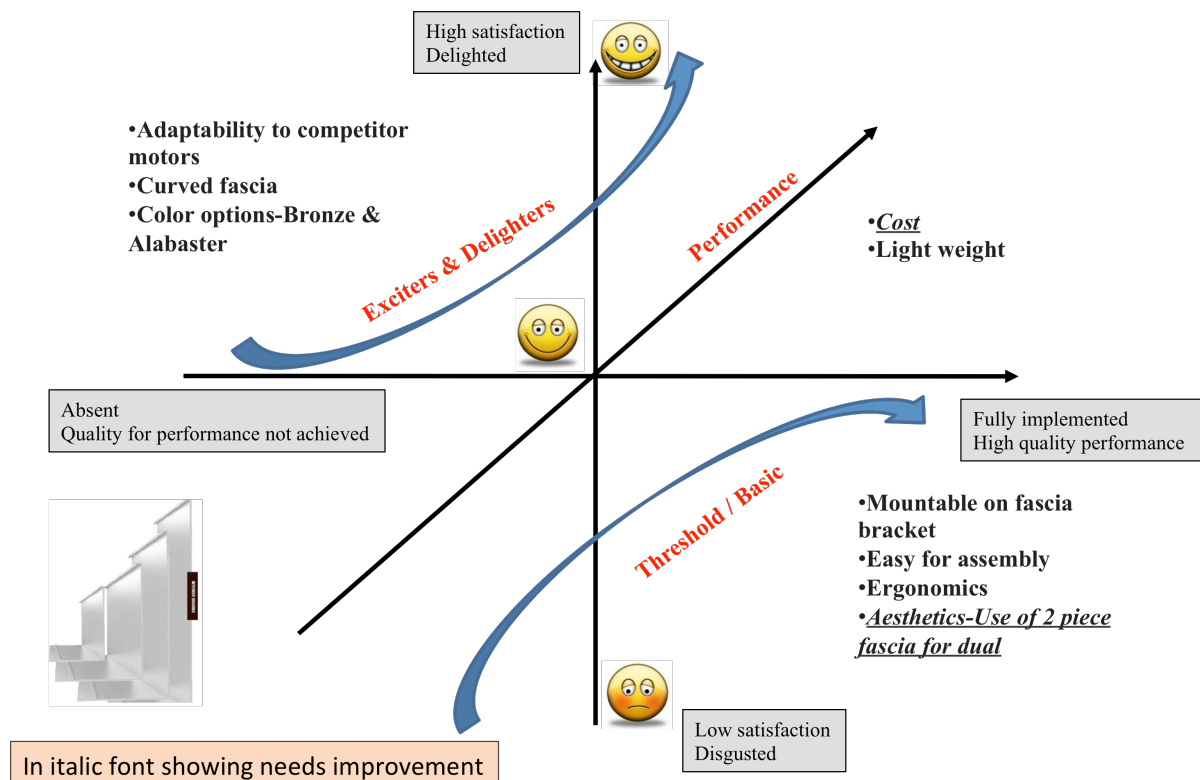 High satisfaction
Delighted
•Adaptability to competitor
motors
•Curved fascia
•Color options-Bronze &
Alabaster
Exciters & Delighters
Performance
•Cost
•Light weight
Absent
Quality for performance not achieved
Fully implemented
High quality performance
Threshold / Basic
•Mountable on fascia
bracket
•Easy for assembly
•Ergonomics
•Aesthetics-Use of 2 piece
fascia for dual
Low satisfaction
Disgusted
In italic font showing needs improvement